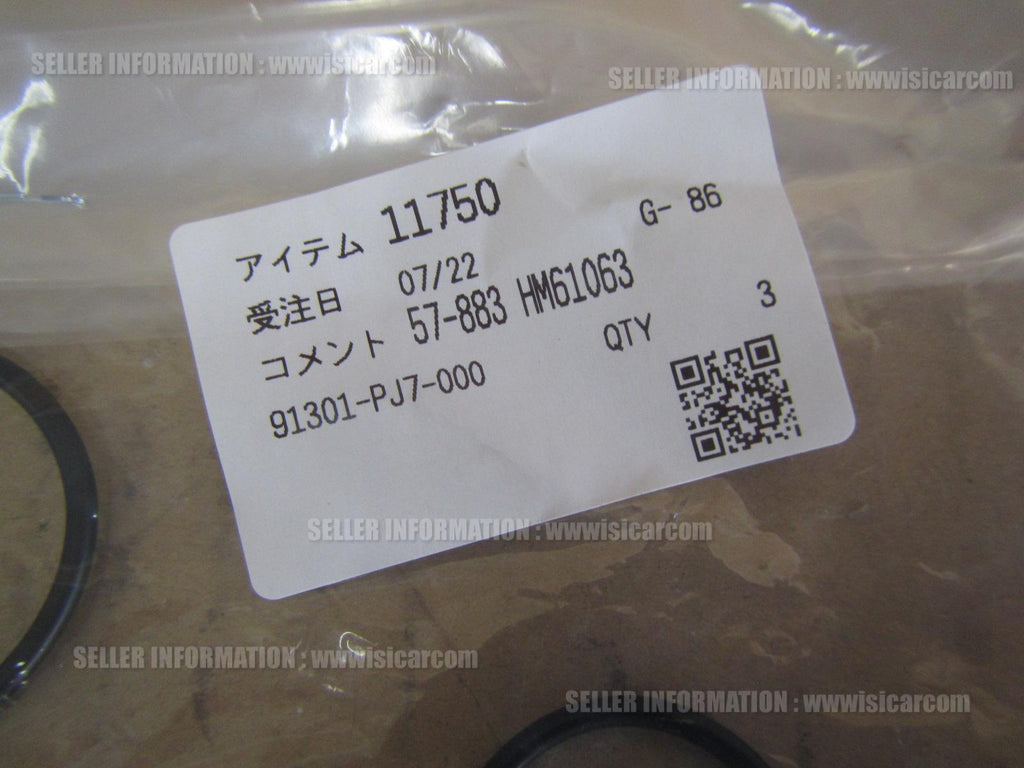 SELLER INFORMATION : wwwisicarcom
SELLER INFORMATION : wwwisicarcom
アイテム 11750 G- 86
受注日 07/22
コメント 57-883 HM61063
91301-PJ7-000 QTY 3
SELLER INFORMATION : wwwisicarcom
SELLER INFORMATION : wwwisicarcom
SELLER INFORMATION : wwwisicarcom